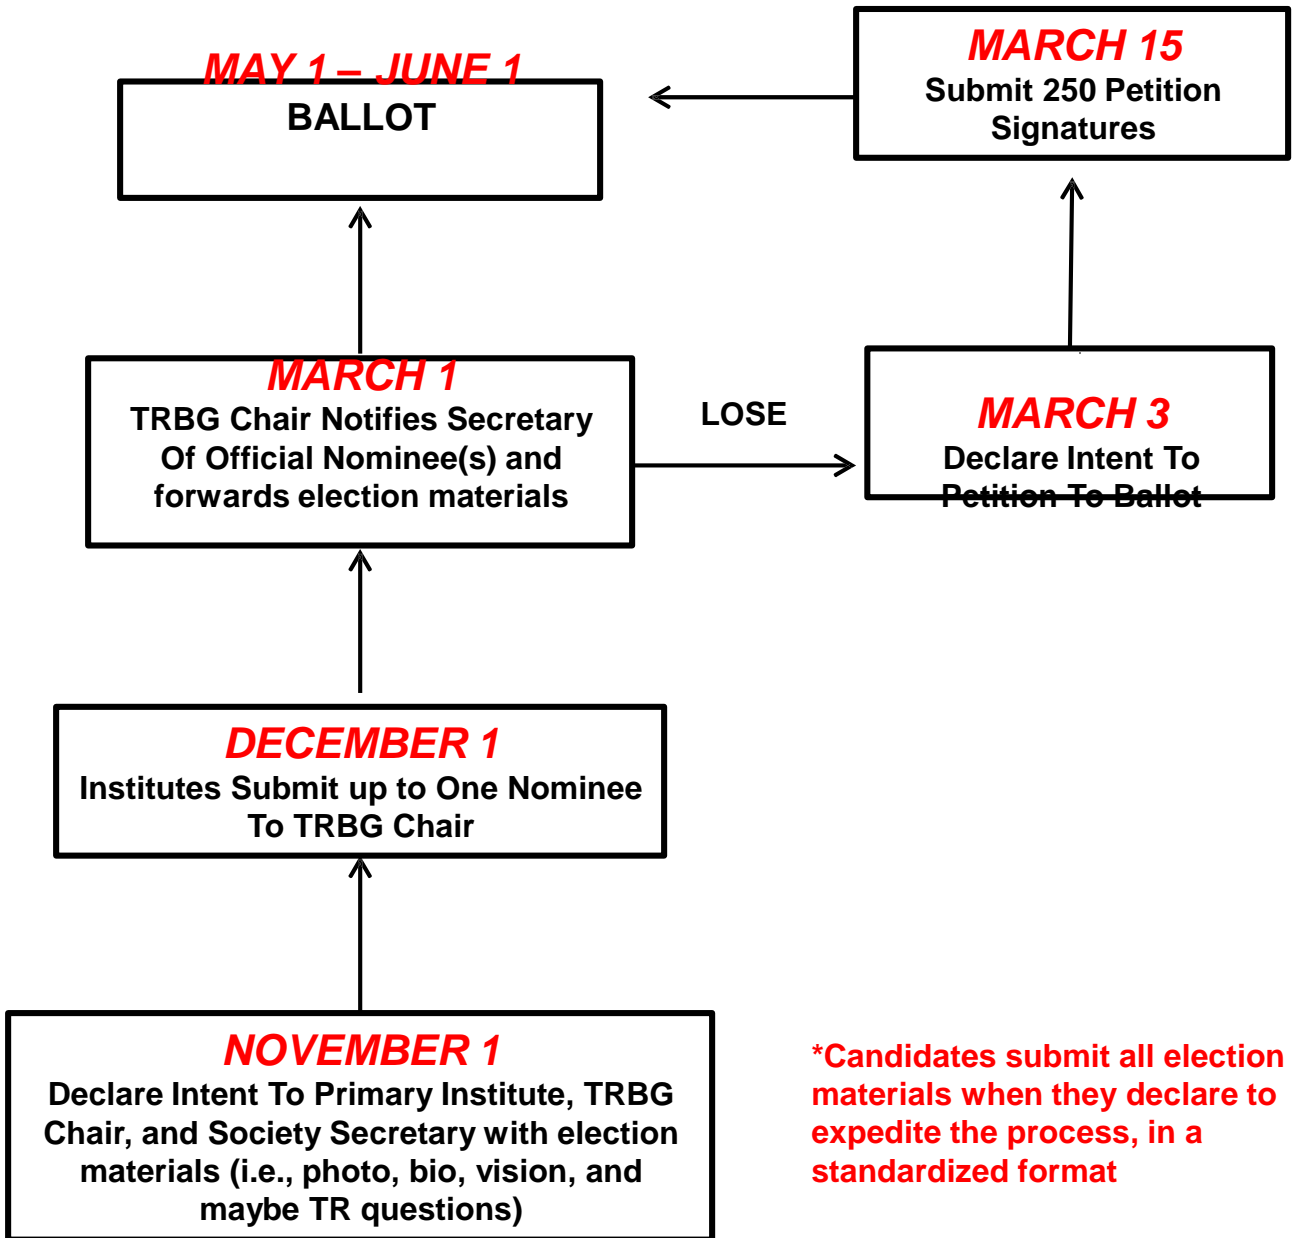 MAY 1 – JUNE 1
BALLOT
MARCH 15
Submit 250 Petition
Signatures
MARCH 1
TRBG Chair Notifies Secretary
Of Official Nominee(s) and
forwards election materials
LOSE
MARCH 3
Declare Intent To
Petition To Ballot
DECEMBER 1
Institutes Submit up to One Nominee
To TRBG Chair
NOVEMBER 1
Declare Intent To Primary Institute, TRBG
Chair, and Society Secretary with election
materials (i.e., photo, bio, vision, and
maybe TR questions)
*Candidates submit all election
materials when they declare to
expedite the process, in a
standardized format